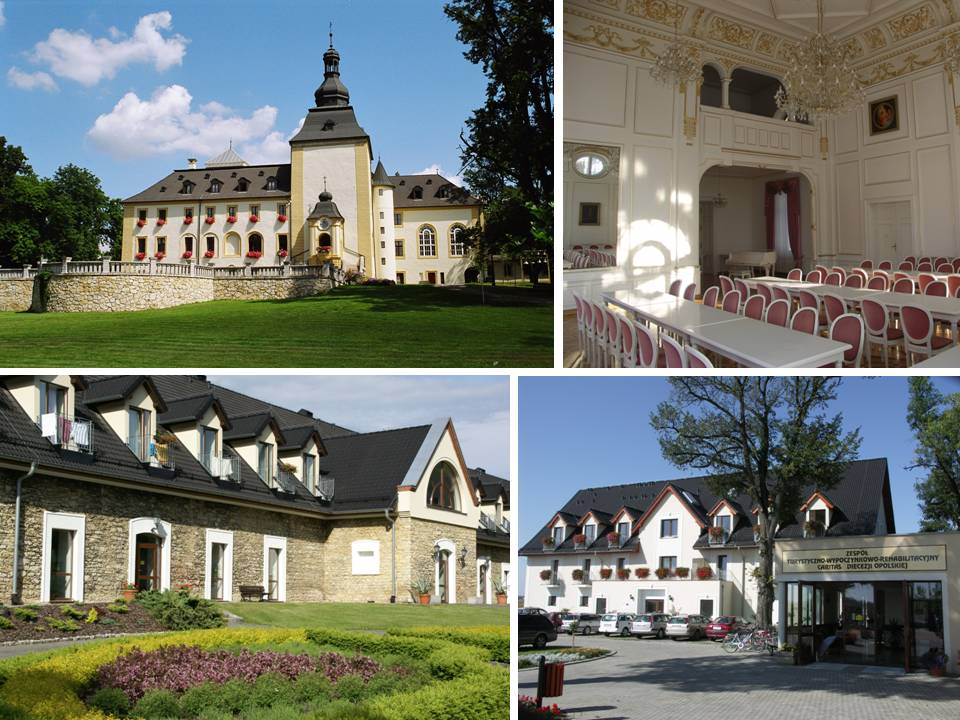 ZESPÓŁ
TURYSTYCZNO-WYPOCZYNKOWO-REHABILITACYJNY
CARITAS DIECEZJI OPOLSKIEJ